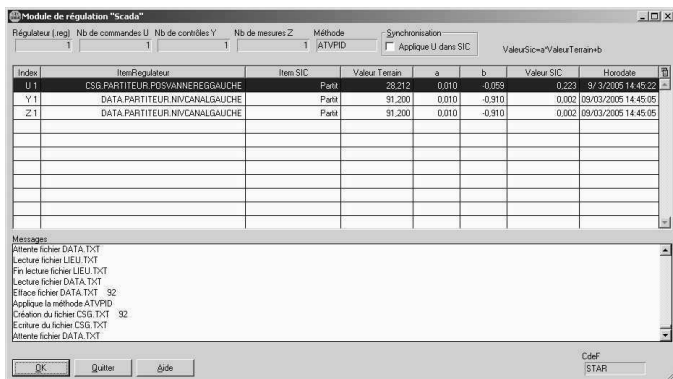 Module de régulation "Scada"
Régulateur (.reg) Nb de commandes U Nb de contrôles Y Nb de mesures Z Méthode Synchronisation
1 1 1 1 ATVPID Applique U dans SIC ValeurSic=a*ValeurTerrain+b
Index ItemRegulateur Item SIC Valeur Terrain a b Valeur SIC Horodate
U 1 CSG.PARTITEUR.POSVANNEREGGAUCHE Partit 28,212 0,010 -0,059 0,223 9/ 3/2005 14:45:22
Y 1 DATA.PARTITEUR.NIVCANALGAUCHE Partit 91,200 0,010 -0,910 0,002 09/03/2005 14:45:05
Z 1 DATA.PARTITEUR.NIVCANALGAUCHE Partit 91,200 0,010 -0,910 0,002 09/03/2005 14:45:05
Messages
Attente fichier DATA.TXT
Lecture fichier LIEU.TXT
Fin lecture fichier LIEU.TXT
Lecture fichier DATA.TXT
Efface fichier DATA.TXT 92
Applique la méthode ATVPID
Création du fichier CSG.TXT 92
Ecriture du fichier CSG.TXT
Attente fichier DATA.TXT
CdeF
OK Quitter Aide STAR